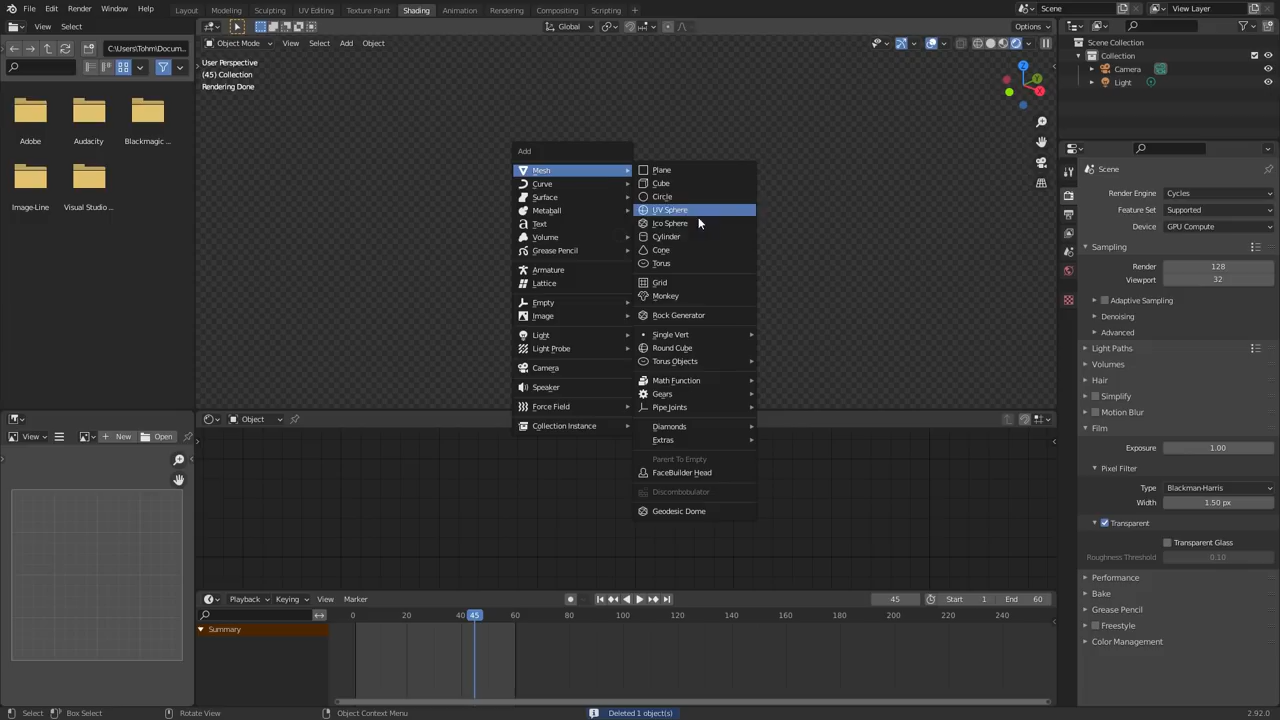 File Edit Render Window Help
Layout Modeling Sculpting UV Editing Texture Paint Shading Animation Rendering Compositing Scripting +
Scene
View Layer
View Select
Global
Options
C:\Users\Tohm\Docum...
Object Mode View Select Add Object
User Perspective
(45) Collection
Rendering Done
Adobe
Audacity
Blackmagic ...
Image-Line
Visual Studio ...
Add
Mesh
Curve
Surface
Metaball
Text
Volume
Grease Pencil
Armature
Lattice
Empty
Image
Light
Light Probe
Camera
Speaker
Force Field
Collection Instance
Plane
Cube
Circle
UV Sphere
Ico Sphere
Cylinder
Cone
Torus
Grid
Monkey
Rock Generator
Single Vert
Round Cube
Torus Objects
Math Function
Gears
Pipe Joints
Diamonds
Extras
Parent To Empty
FaceBuilder Head
Discombobulator
Geodesic Dome
Z
Y
X
Scene Collection
Collection
Camera
Light
Scene
Render Engine Cycles
Feature Set Supported
Device GPU Compute
Sampling
Render 128
Viewport 32
Adaptive Sampling
Denoising
Advanced
Light Paths
Volumes
Hair
Simplify
Motion Blur
Film
Exposure 1.00
Pixel Filter
Type Blackman-Harris
Width 1.50 px
Transparent
Transparent Glass
Roughness Threshold 0.10
Performance
Bake
Grease Pencil
Freestyle
Color Management
View
New
Open
Object
Playback Keying View Marker
45
Start 1
End 60
0 20 40 45 60 80 100 120 140 160 180 200 220 240
Summary
Select
Box Select
Rotate View
Object Context Menu
Deleted 1 object(s)
2.92.0